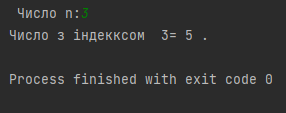 Число n:3
Число з індекксом  3= 5 .
Process finished with exit code 0